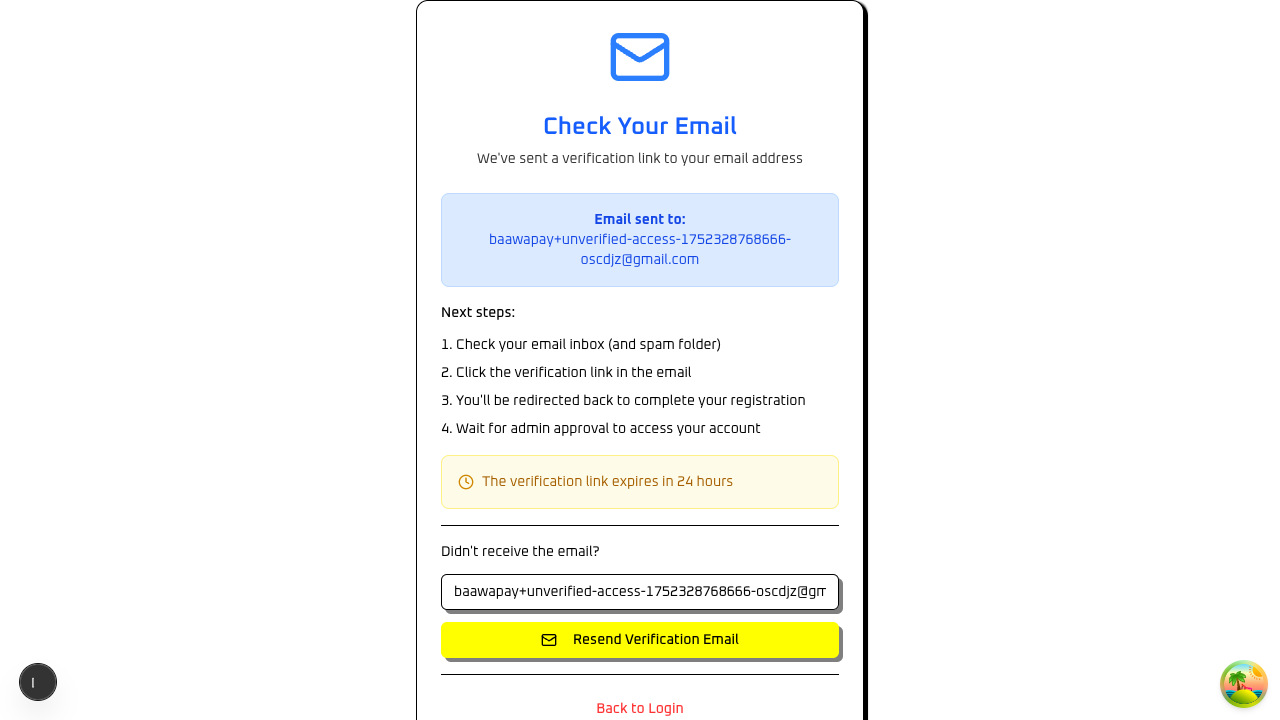 Check Your Email
We've sent a verification link to your email address
Email sent to:
baawapay+unverified-access-1752328768666-
oscdjz@gmail.com
Next steps:
1. Check your email inbox (and spam folder)
2. Click the verification link in the email
3. You'll be redirected back to complete your registration
4. Wait for admin approval to access your account
The verification link expires in 24 hours
Didn't receive the email?
baawapay+unverified-access-1752328768666-oscdjz@gm
Resend Verification Email
Back to Login